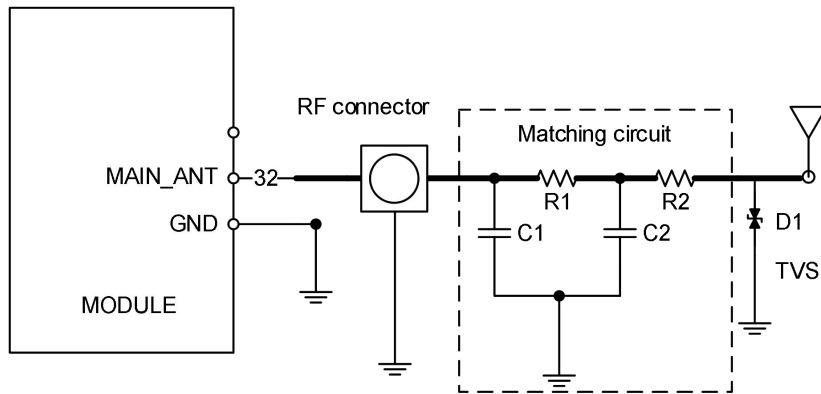 RF connector
Matching circuit
MAIN_ANT
32
GND
R1
R2
C1
C2
D1
TVS
MODULE